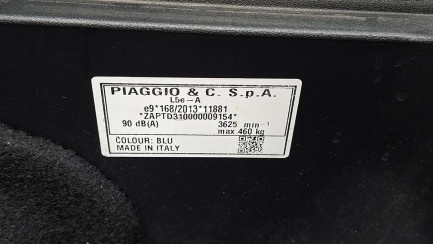 PIAGGIO & C. S.p.A.
L5e-A
e9*168/2013*11881
*ZAPTD310000009154*
90 dB(A) 3625 min⁻¹
max 460 kg
COLOUR: BLU
MADE IN ITALY